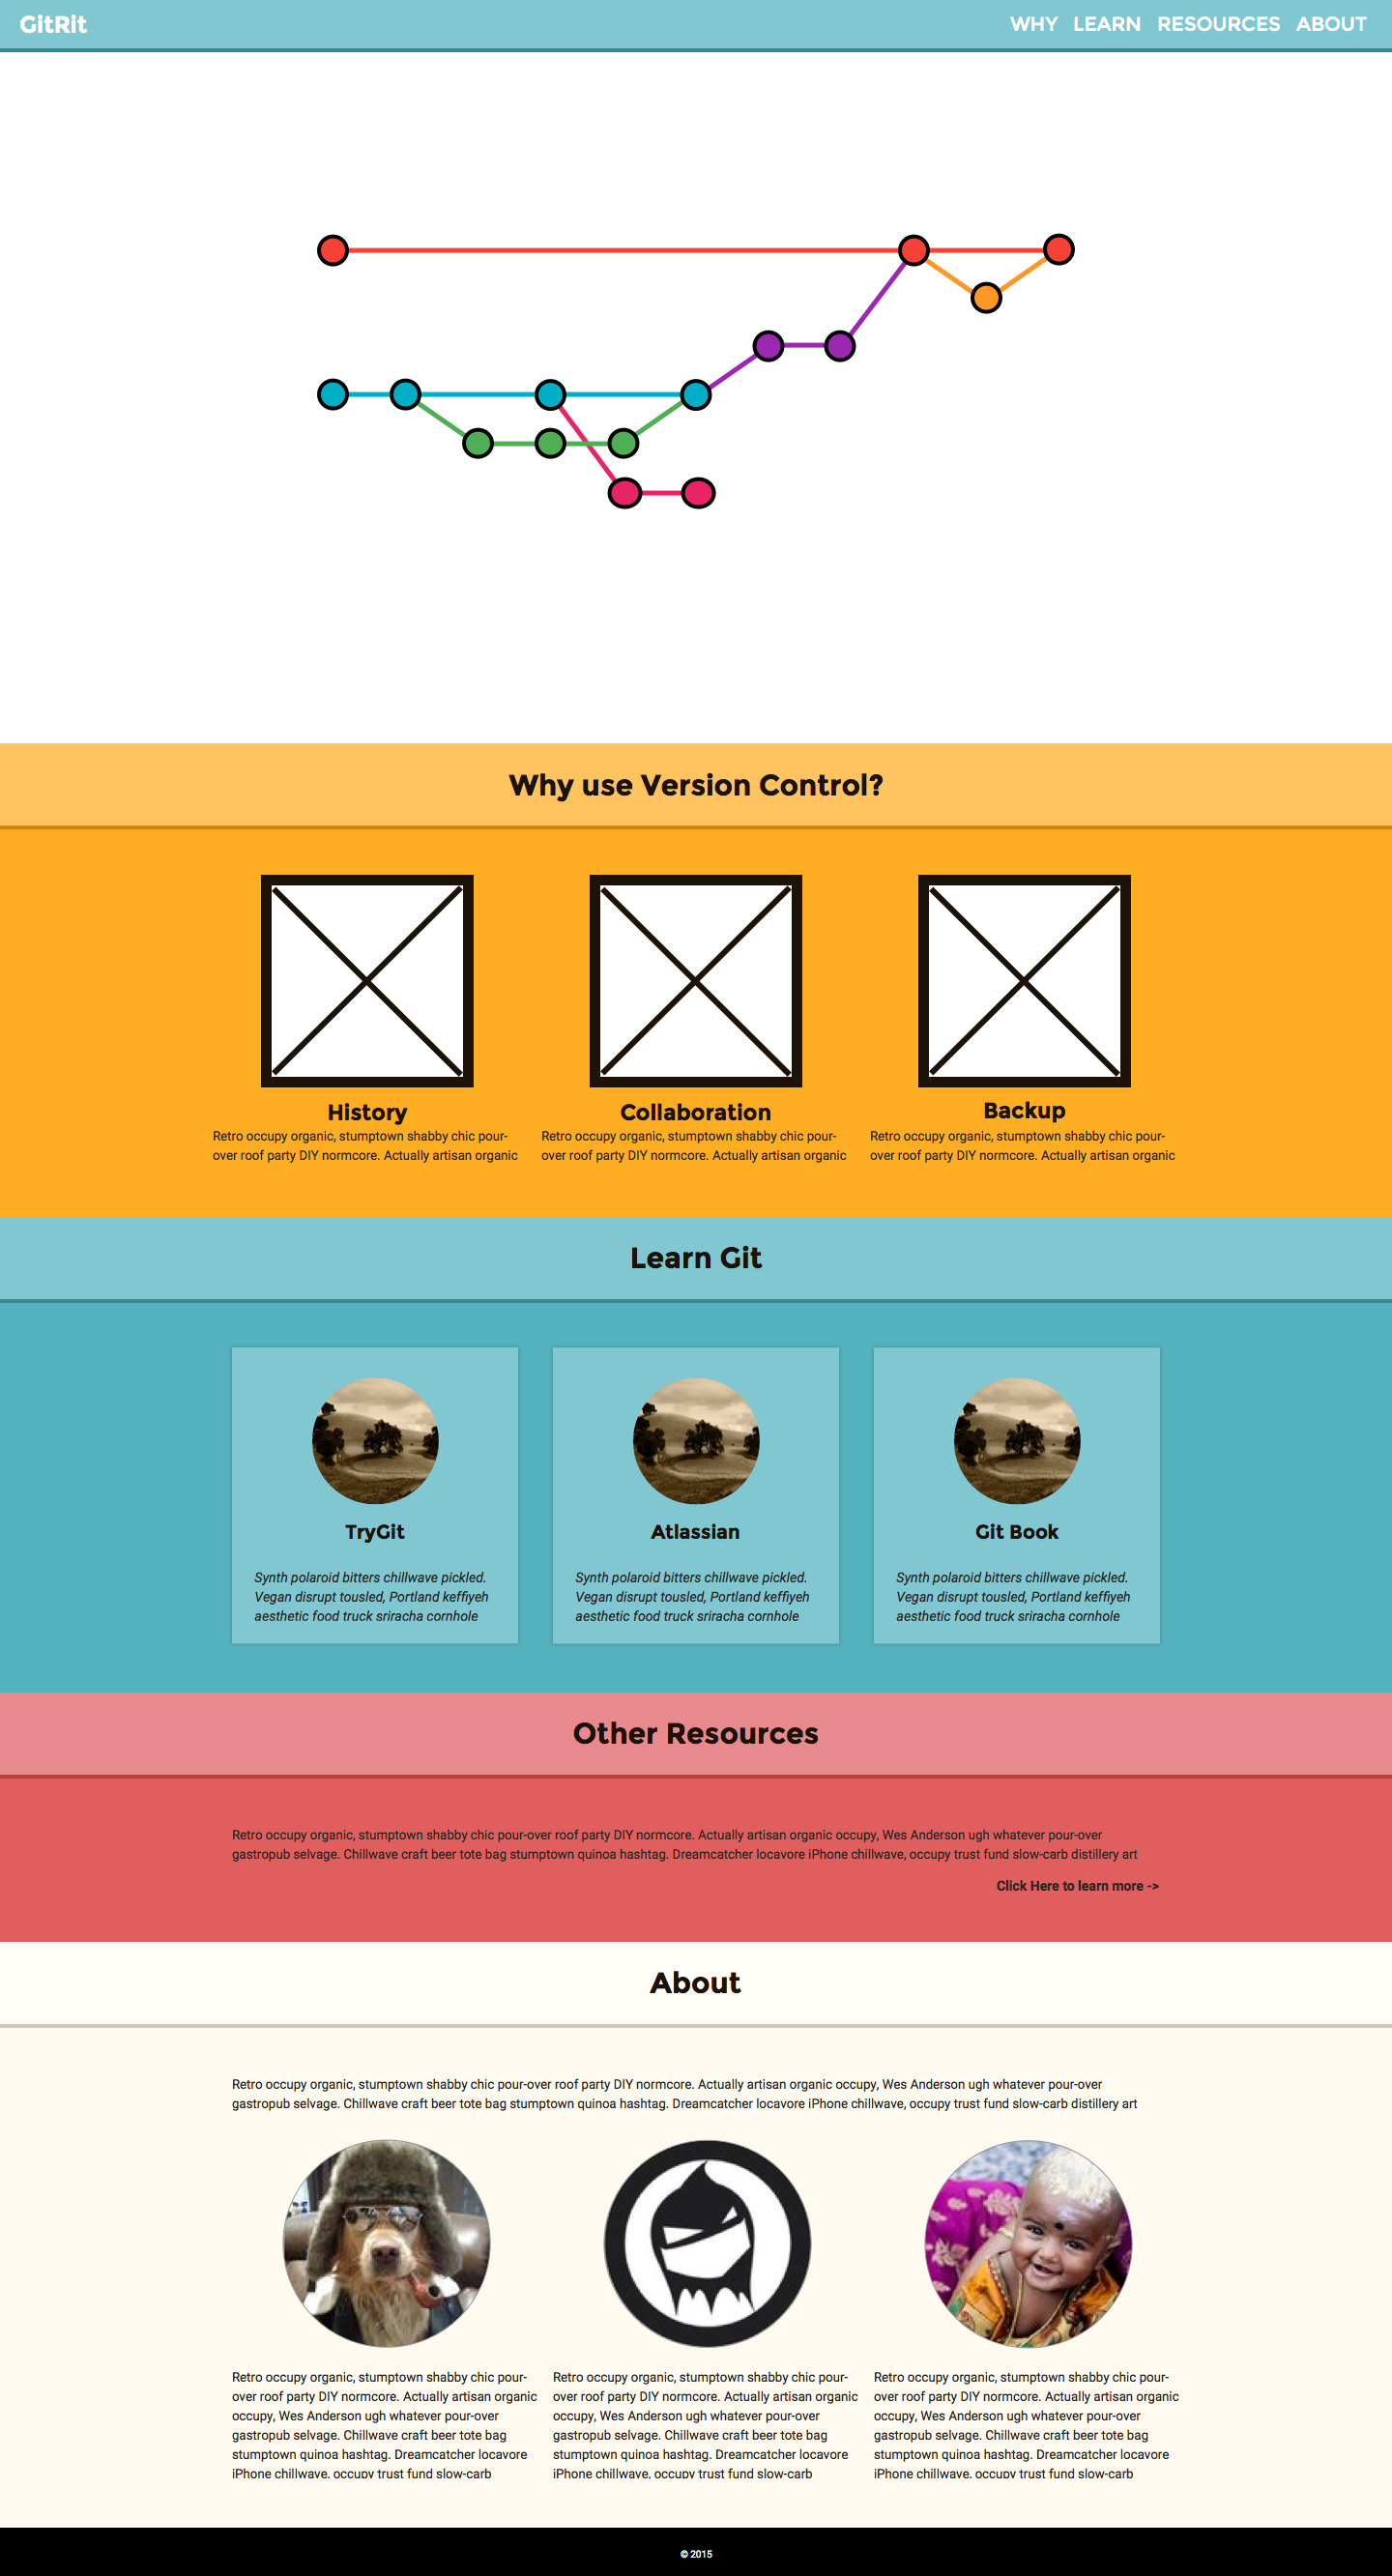 GitRit
WHY LEARN RESOURCES ABOUT
Why use Version Control?
History
Retro occupy organic, stumptown shabby chic pour-
over roof party DIY normcore. Actually artisan organic
Collaboration
Retro occupy organic, stumptown shabby chic pour-
over roof party DIY normcore. Actually artisan organic
Backup
Retro occupy organic, stumptown shabby chic pour-
over roof party DIY normcore. Actually artisan organic
Learn Git
TryGit
Synth polaroid bitters chillwave pickled.
Vegan disrupt tousled, Portland keffiyeh
aesthetic food truck sriracha cornhole
Atlassian
Synth polaroid bitters chillwave pickled.
Vegan disrupt tousled, Portland keffiyeh
aesthetic food truck sriracha cornhole
Git Book
Synth polaroid bitters chillwave pickled.
Vegan disrupt tousled, Portland keffiyeh
aesthetic food truck sriracha cornhole
Other Resources
Retro occupy organic, stumptown shabby chic pour-over roof party DIY normcore. Actually artisan organic occupy, Wes Anderson ugh whatever pour-over
gastropub selvage. Chillwave craft beer tote bag stumptown quinoa hashtag. Dreamcatcher locavore iPhone chillwave, occupy trust fund slow-carb distillery art
Click Here to learn more ->
About
Retro occupy organic, stumptown shabby chic pour-over roof party DIY normcore. Actually artisan organic occupy, Wes Anderson ugh whatever pour-over
gastropub selvage. Chillwave craft beer tote bag stumptown quinoa hashtag. Dreamcatcher locavore iPhone chillwave, occupy trust fund slow-carb distillery art
Retro occupy organic, stumptown shabby chic pour-
over roof party DIY normcore. Actually artisan organic
occupy, Wes Anderson ugh whatever pour-over
gastropub selvage. Chillwave craft beer tote bag
stumptown quinoa hashtag. Dreamcatcher locavore
iPhone chillwave, occupy trust fund slow-carb
Retro occupy organic, stumptown shabby chic pour-
over roof party DIY normcore. Actually artisan organic
occupy, Wes Anderson ugh whatever pour-over
gastropub selvage. Chillwave craft beer tote bag
stumptown quinoa hashtag. Dreamcatcher locavore
iPhone chillwave, occupy trust fund slow-carb
Retro occupy organic, stumptown shabby chic pour-
over roof party DIY normcore. Actually artisan organic
occupy, Wes Anderson ugh whatever pour-over
gastropub selvage. Chillwave craft beer tote bag
stumptown quinoa hashtag. Dreamcatcher locavore
iPhone chillwave, occupy trust fund slow-carb
© 2015